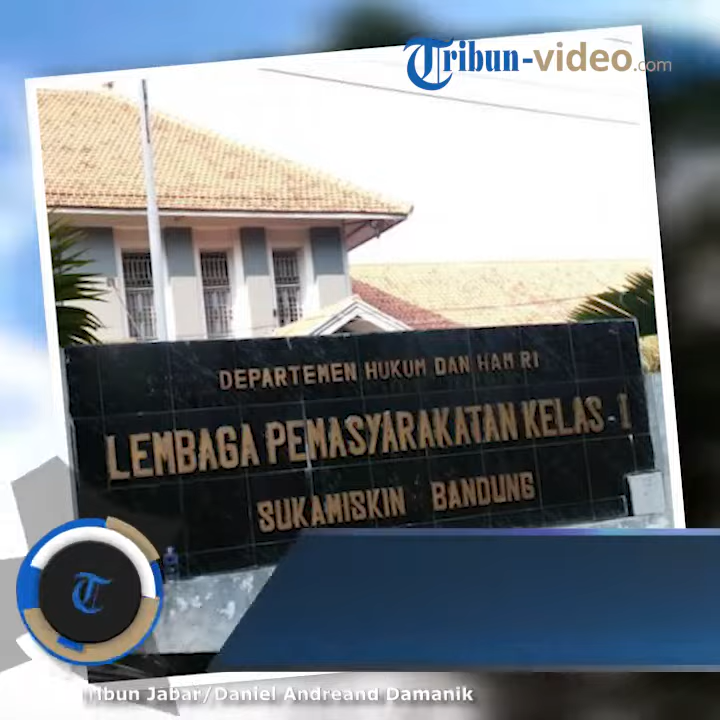 Tribun-video.com
DEPARTEMEN HUKUM DAN HAM RI
LEMBAGA PEMASYARAKATAN KELAS - I
SUKAMISKIN BANDUNG
T
Tribun Jabar/Daniel Andreand Damanik